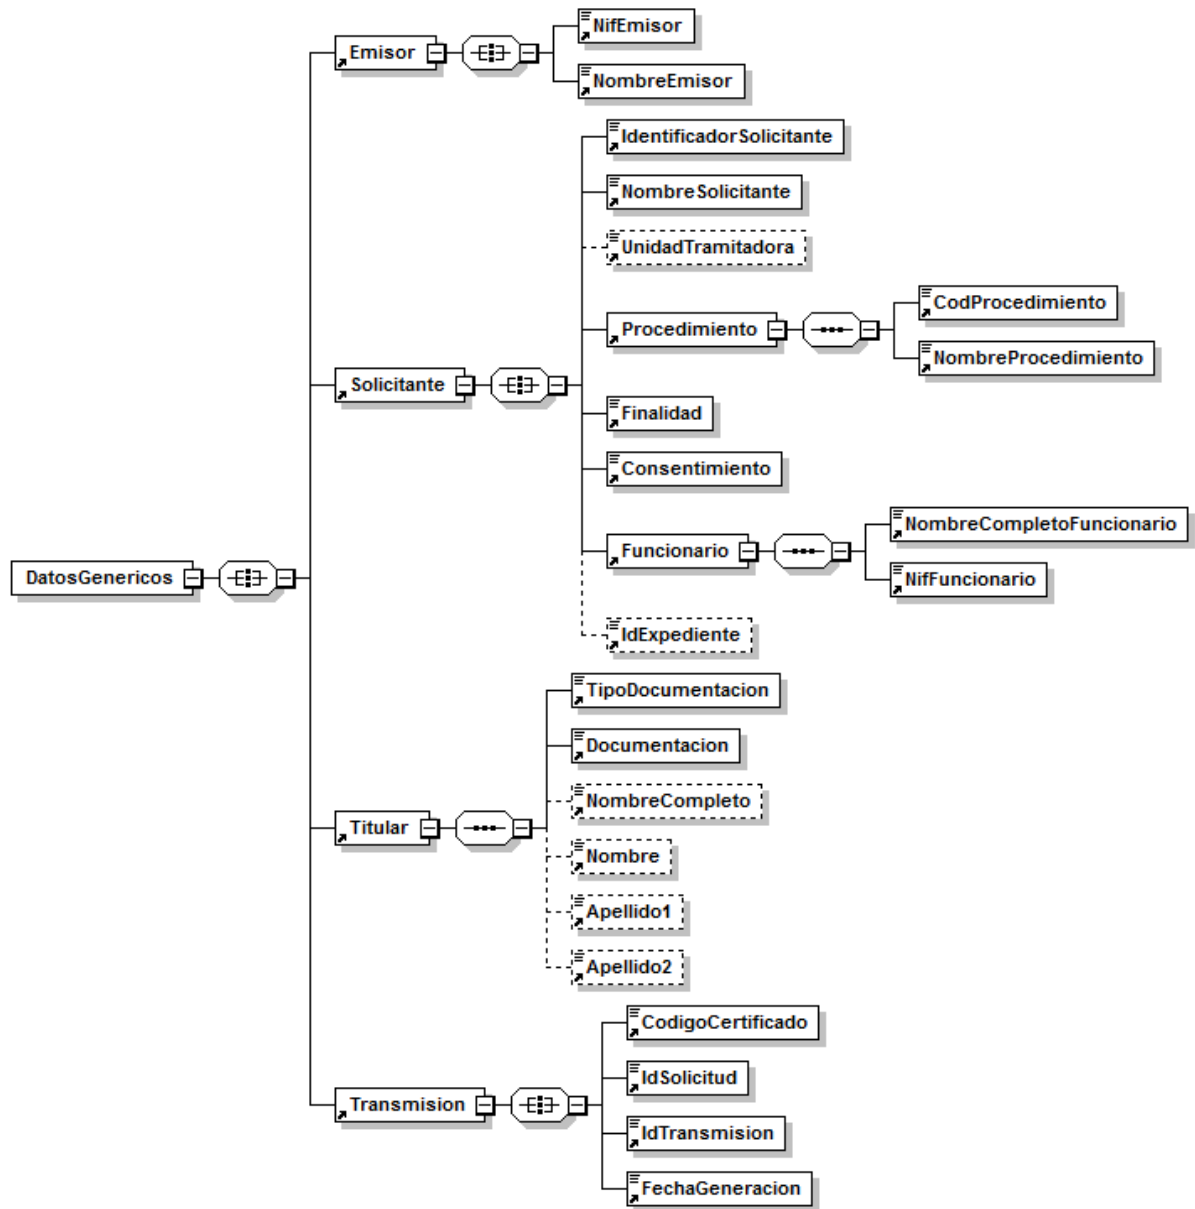 DatosGenericos
Emisor
NifEmisor
NombreEmisor
Solicitante
IdentificadorSolicitante
NombreSolicitante
UnidadTramitadora
Procedimiento
CodProcedimiento
NombreProcedimiento
Finalidad
Consentimiento
Funcionario
NombreCompletoFuncionario
NifFuncionario
IdExpediente
Titular
TipoDocumentacion
Documentacion
NombreCompleto
Nombre
Apellido1
Apellido2
Transmision
CodigoCertificado
IdSolicitud
IdTransmision
FechaGeneracion